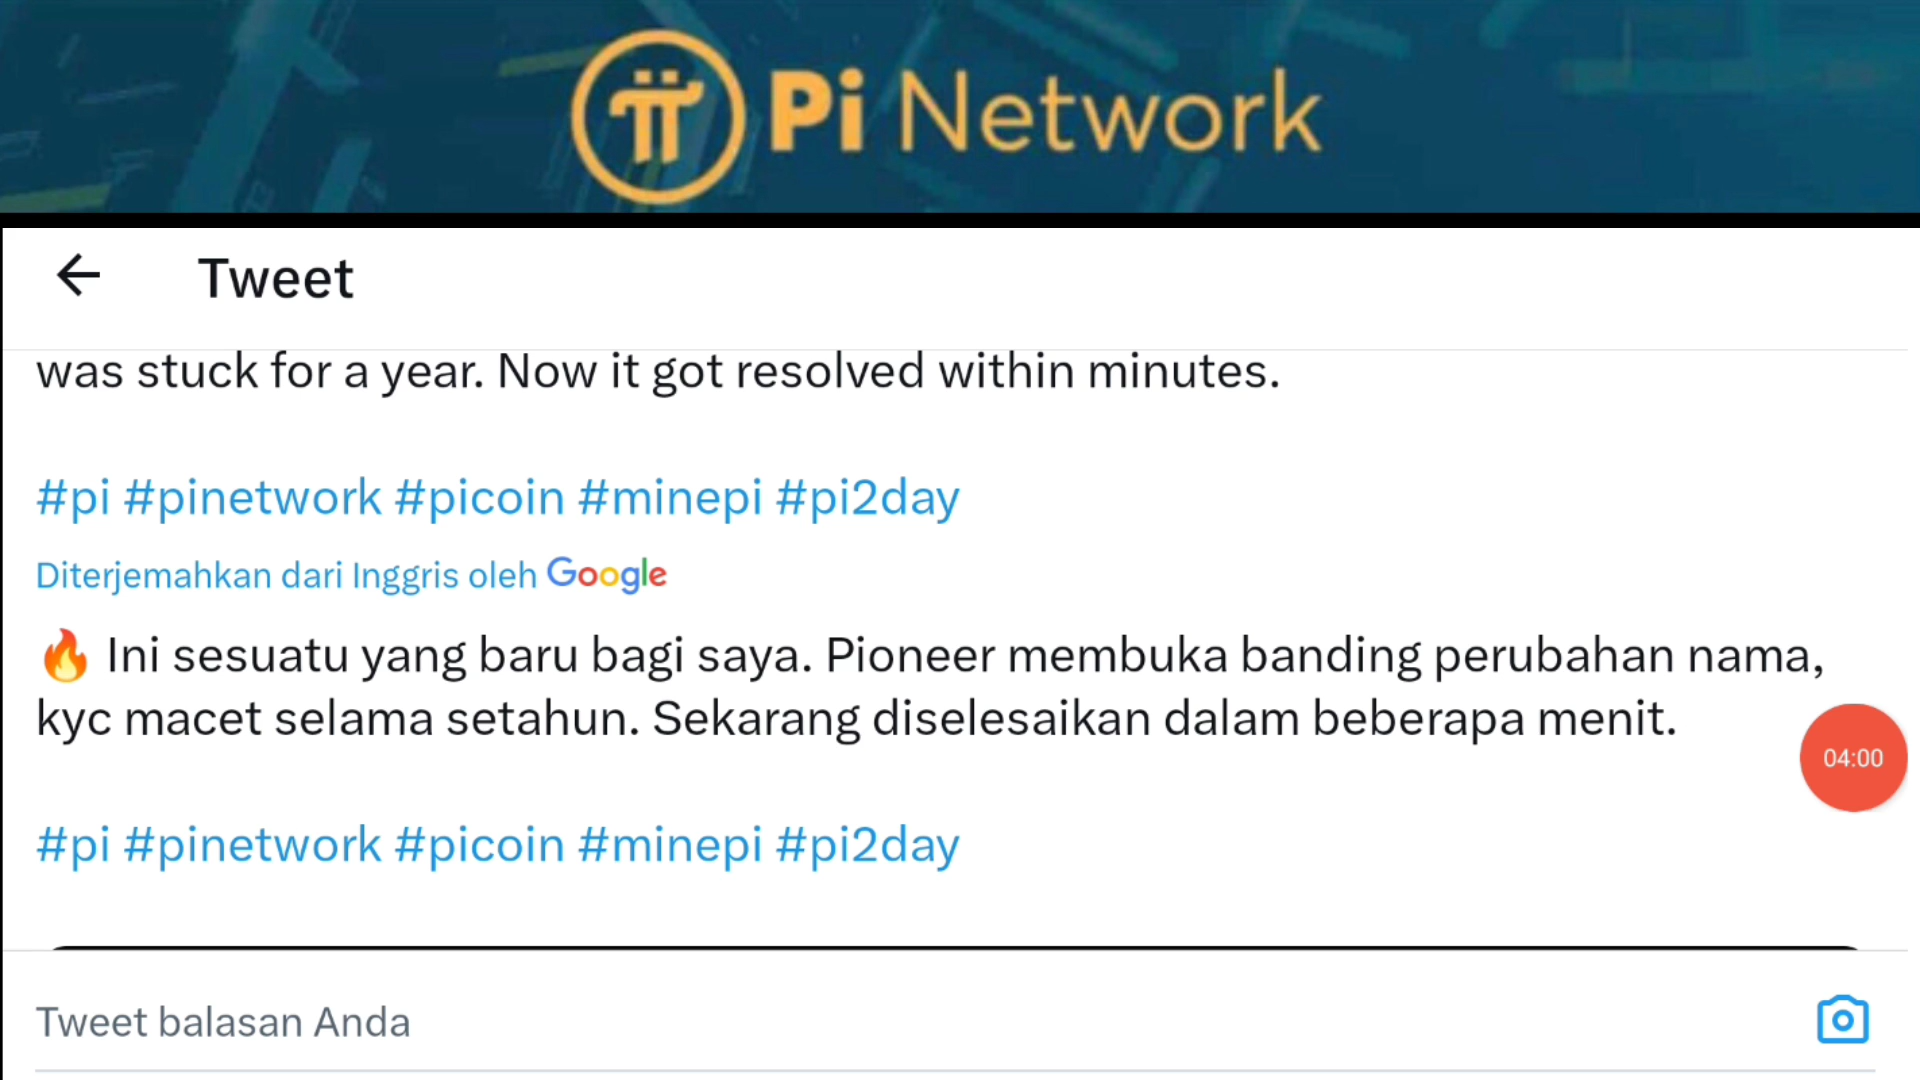 Pi Network
Tweet
was stuck for a year. Now it got resolved within minutes.
#pi #pinetwork #picoin #minepi #pi2day
Diterjemahkan dari Inggris oleh Google
🔥 Ini sesuatu yang baru bagi saya. Pioneer membuka banding perubahan nama,
kyc macet selama setahun. Sekarang diselesaikan dalam beberapa menit.
04:00
#pi #pinetwork #picoin #minepi #pi2day
Tweet balasan Anda